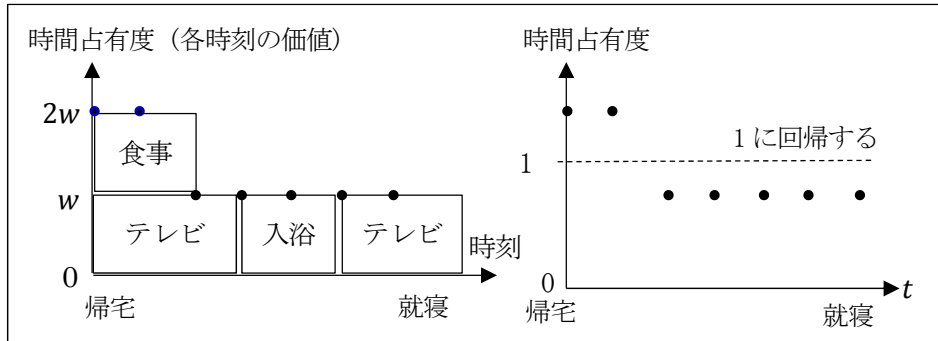 時間占有度（各時刻の価値）
2w
食事
w
テレビ
入浴
テレビ
時刻
0
帰宅
就寝
時間占有度
1に回帰する
1
0
t
帰宅
就寝